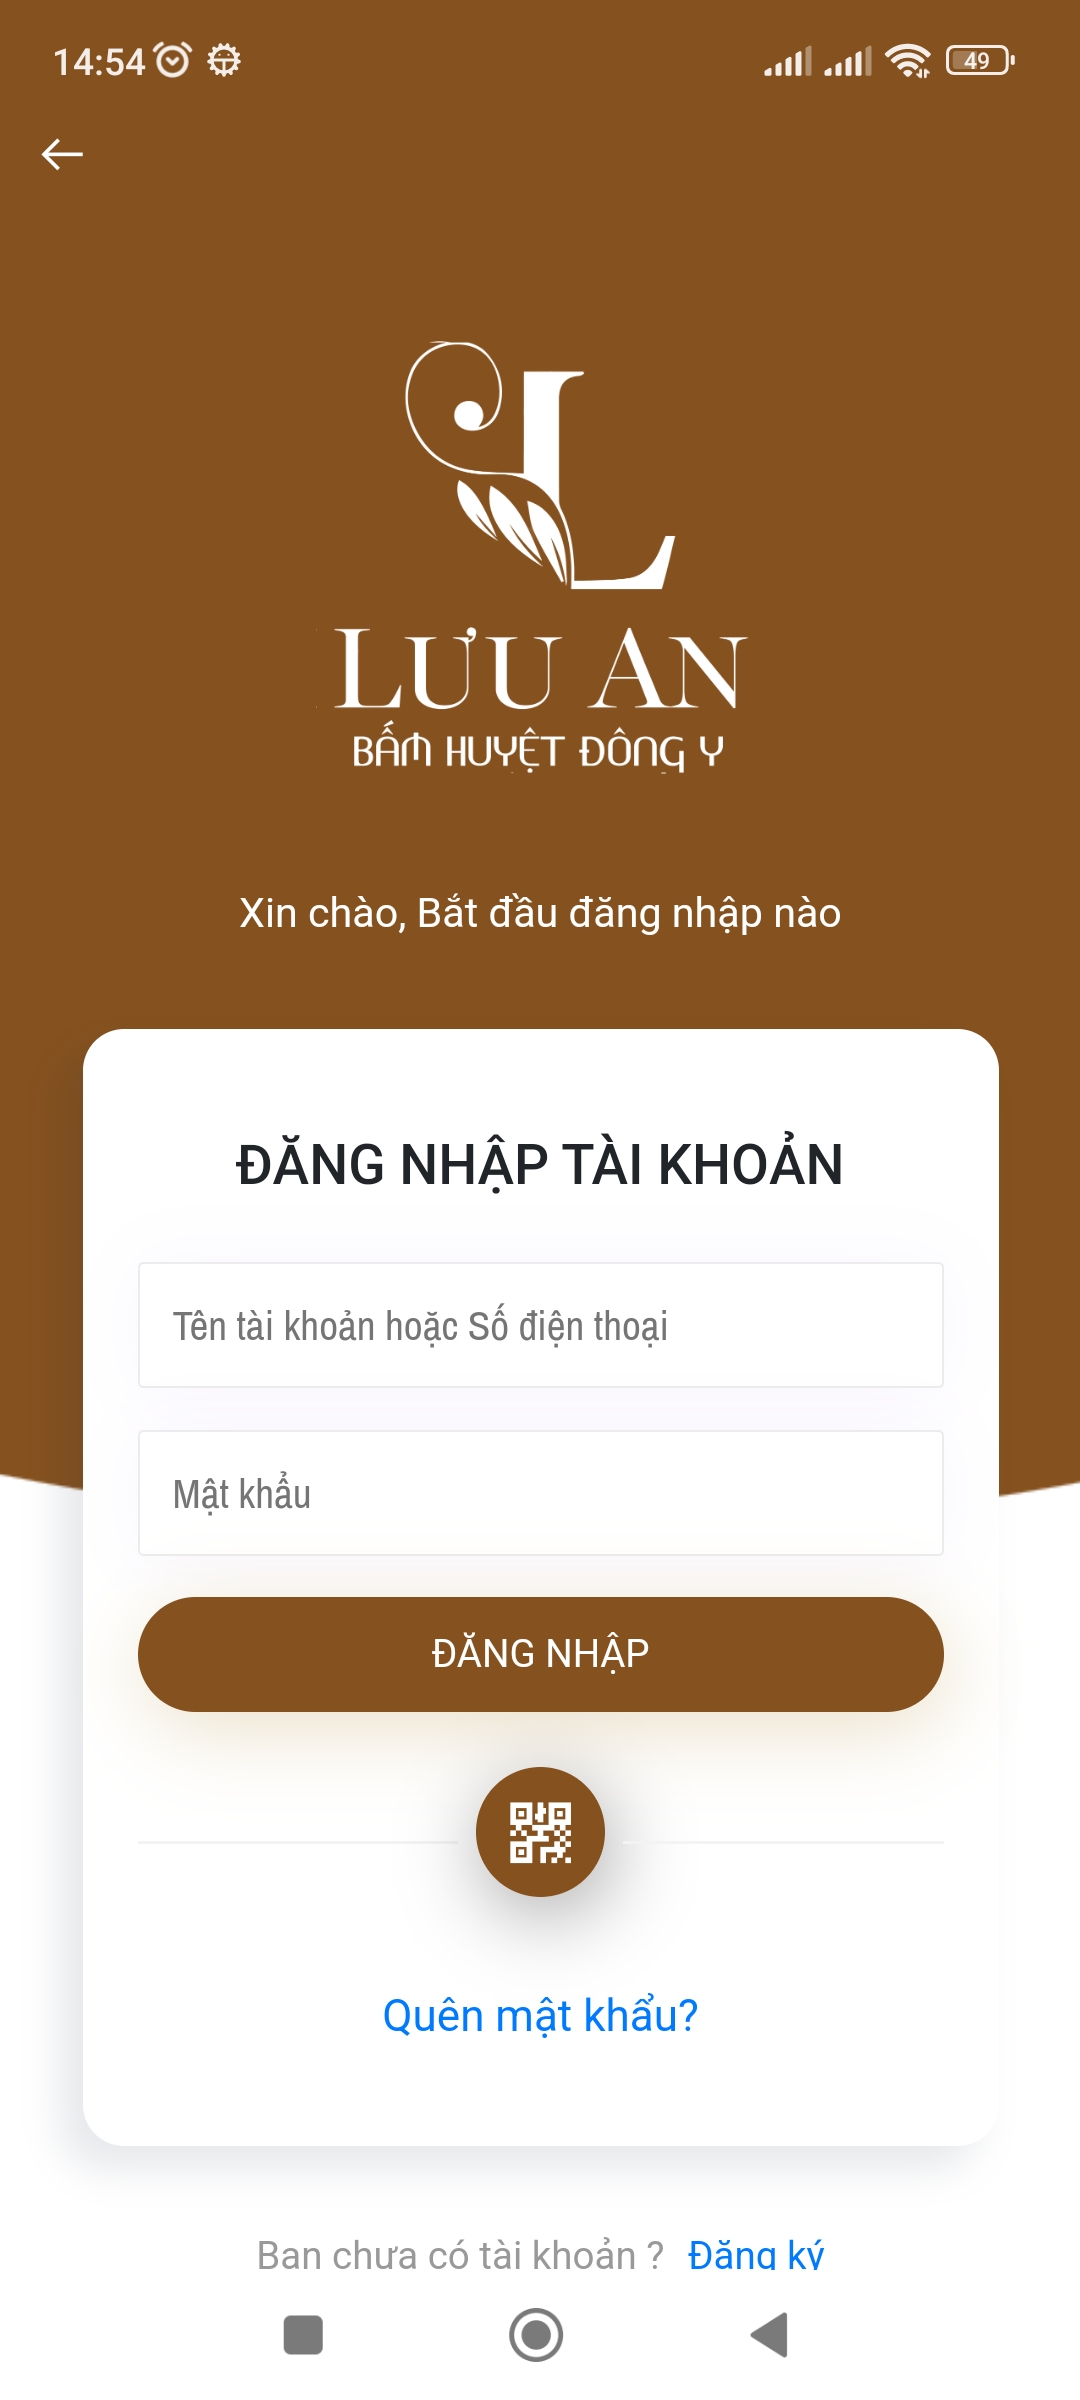 14:54
49
L
LƯU AN
BẤM HUYỆT ĐÔNG Y
Xin chào, Bắt đầu đăng nhập nào
ĐĂNG NHẬP TÀI KHOẢN
Tên tài khoản hoặc Số điện thoại
Mật khẩu
ĐĂNG NHẬP
Quên mật khẩu?
Bạn chưa có tài khoản ? Đăng ký